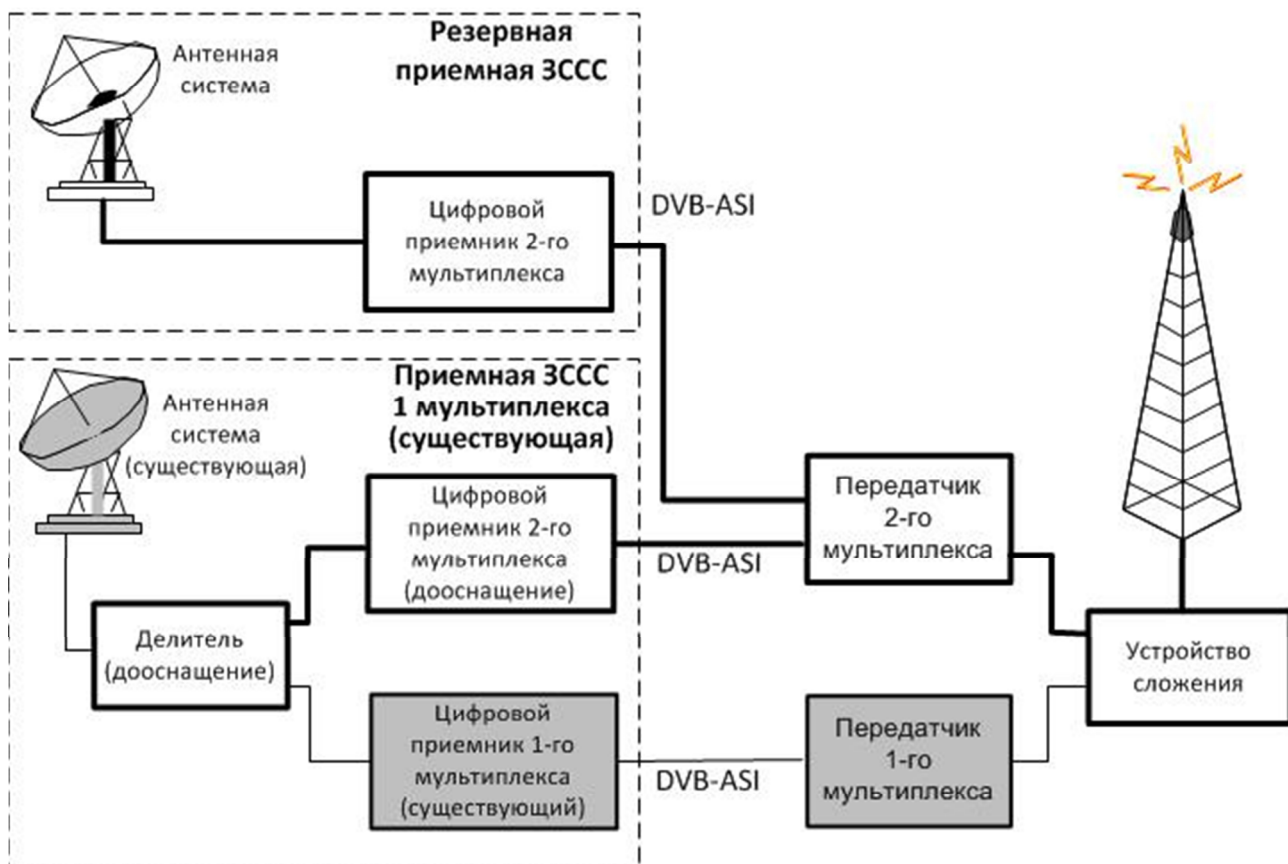 Резервная
приемная ЗССС
Антенная
система
Цифровой
приемник 2-го
мультиплекса
DVB-ASI
Приемная ЗССС
1 мультиплекса
(существующая)
Антенная
система
(существующая)
Цифровой
приемник 2-го
мультиплекса
(дооснащение)
DVB-ASI
Передатчик
2-го
мультиплекса
Делитель
(дооснащение)
Устройство
сложения
Цифровой
приемник 1-го
мультиплекса
(существующий)
DVB-ASI
Передатчик
1-го
мультиплекса